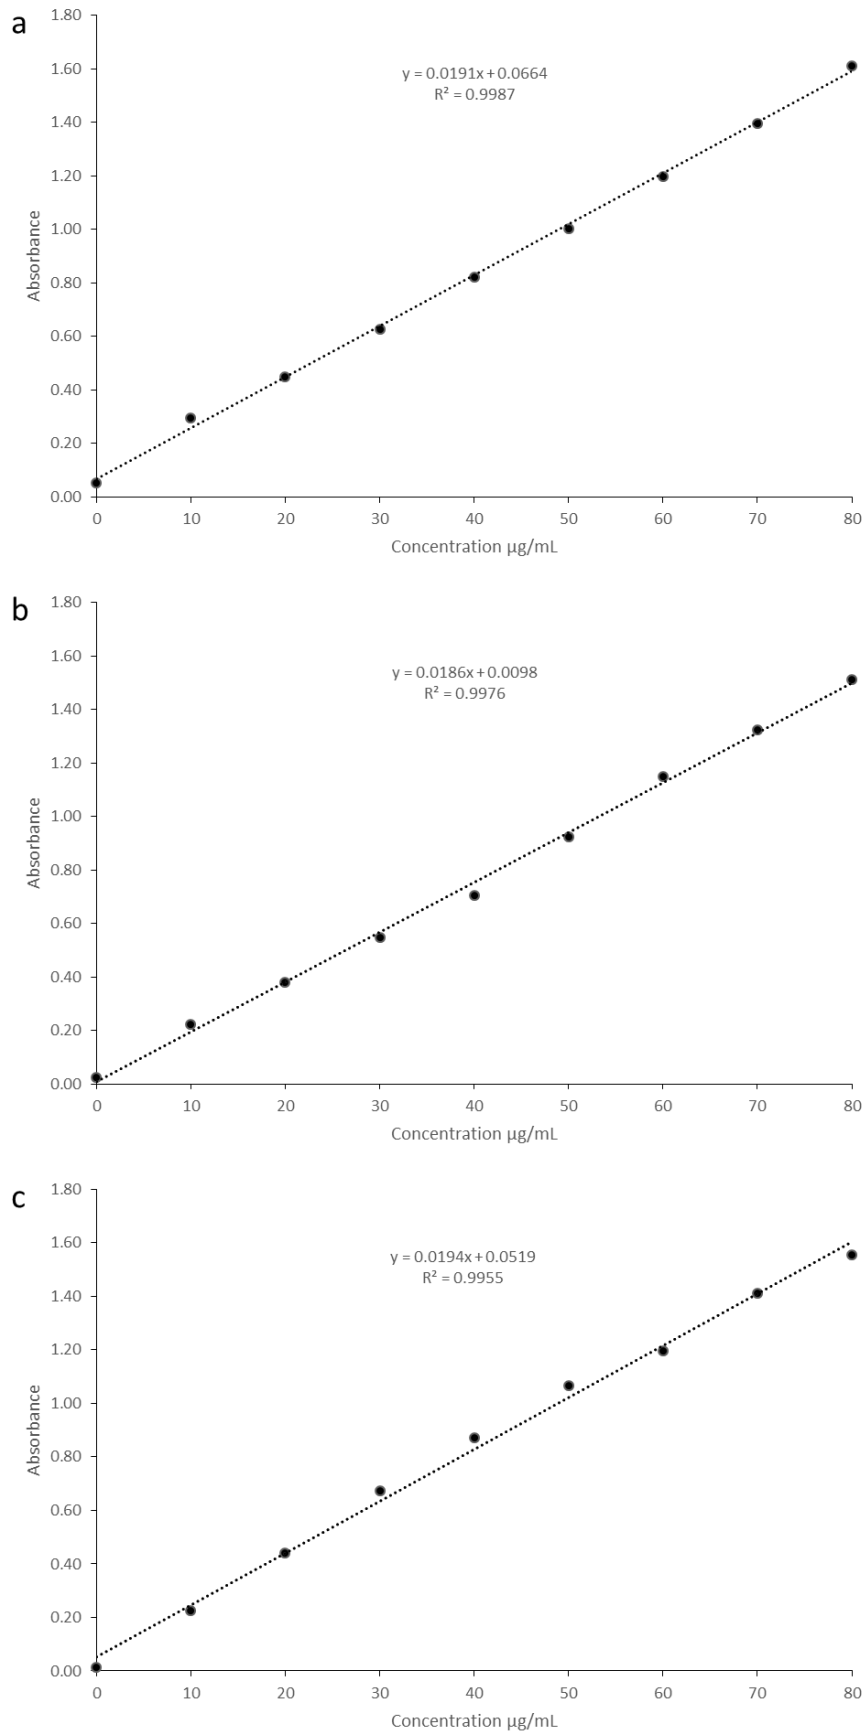 a
1.80
1.60
1.40
1.20
1.00
0.80
0.60
0.40
0.20
0.00
Absorbance
y = 0.0191x + 0.0664
R² = 0.9987
0 10 20 30 40 50 60 70 80
Concentration µg/mL
b
1.80
1.60
1.40
1.20
1.00
0.80
0.60
0.40
0.20
0.00
Absorbance
y = 0.0186x + 0.0098
R² = 0.9976
0 10 20 30 40 50 60 70 80
Concentration µg/mL
c
1.80
1.60
1.40
1.20
1.00
0.80
0.60
0.40
0.20
0.00
Absorbance
y = 0.0194x + 0.0519
R² = 0.9955
0 10 20 30 40 50 60 70 80
Concentration µg/mL